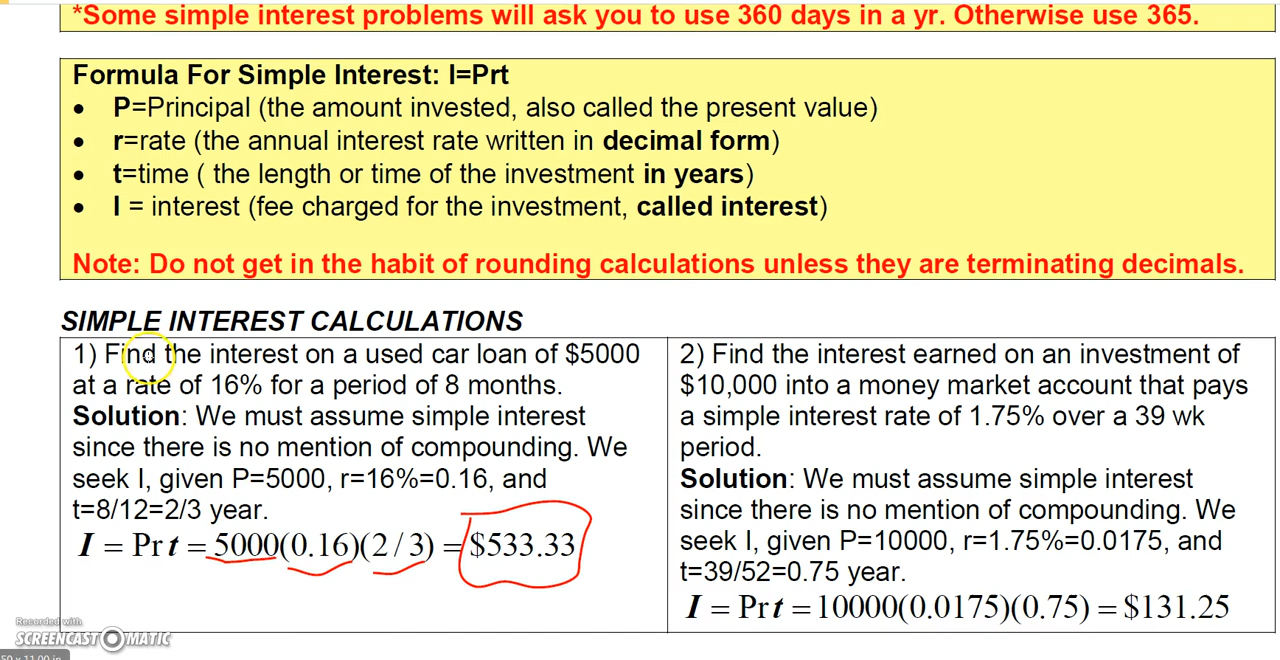 *Some simple interest problems will ask you to use 360 days in a yr. Otherwise use 365.
Formula For Simple Interest: I=Prt
• P=Principal (the amount invested, also called the present value)
• r=rate (the annual interest rate written in decimal form)
• t=time ( the length or time of the investment in years)
• I = interest (fee charged for the investment, called interest)
Note: Do not get in the habit of rounding calculations unless they are terminating decimals.
SIMPLE INTEREST CALCULATIONS
1) Find the interest on a used car loan of $5000
at a rate of 16% for a period of 8 months.
Solution: We must assume simple interest
since there is no mention of compounding. We
seek I, given P=5000, r=16%=0.16, and
t=8/12=2/3 year.
I = Pr t = 5000(0.16)(2/3) = $533.33
2) Find the interest earned on an investment of
$10,000 into a money market account that pays
a simple interest rate of 1.75% over a 39 wk
period.
Solution: We must assume simple interest
since there is no mention of compounding. We
seek I, given P=10000, r=1.75%=0.0175, and
t=39/52=0.75 year.
I = Pr t = 10000(0.0175)(0.75) = $131.25
Recorded with
SCREENCAST-O-MATIC
50 x 11.00 in